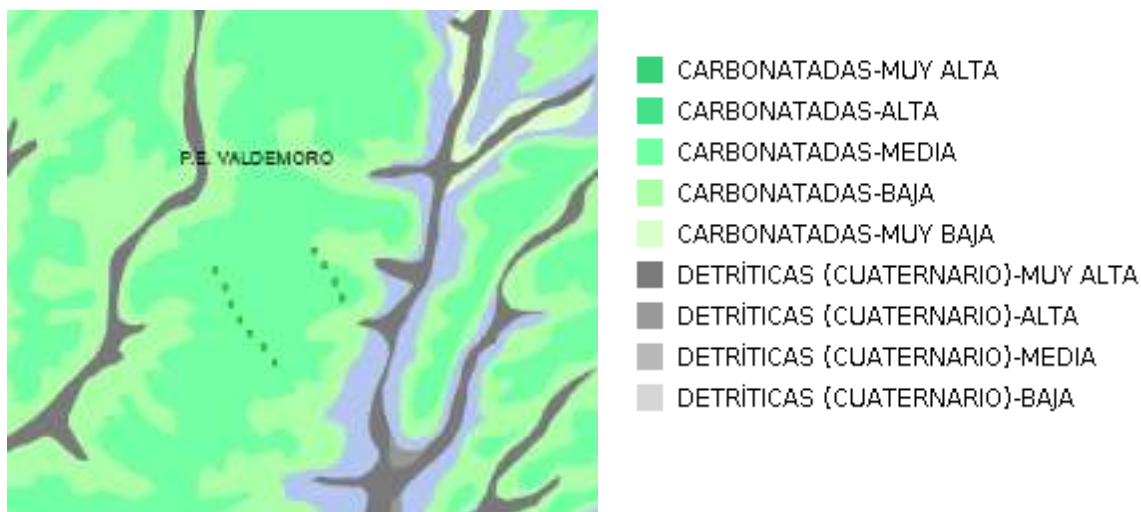 P.E. VALDEMORO
CARBONATADAS-MUY ALTA
CARBONATADAS-ALTA
CARBONATADAS-MEDIA
CARBONATADAS-BAJA
CARBONATADAS-MUY BAJA
DETRÍTICAS {CUATERNARIO}-MUY ALTA
DETRÍTICAS {CUATERNARIO}-ALTA
DETRÍTICAS {CUATERNARIO}-MEDIA
DETRÍTICAS {CUATERNARIO}-BAJA